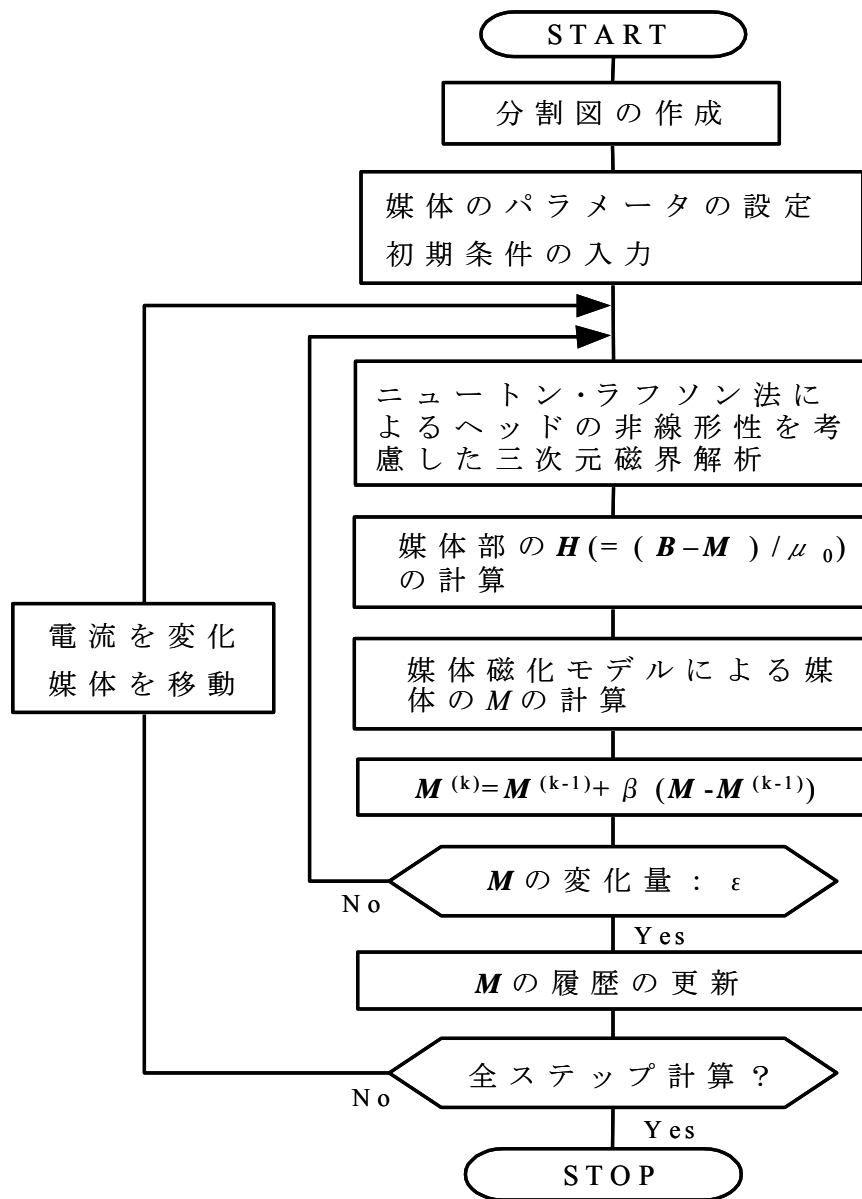 START
分割図の作成
媒体のパラメータの設定
初期条件の入力
ニュートン・ラフソン法に
よるヘッドの非線形性を考
慮した三次元磁界解析
媒体部のH(=(B–M)/μ0)
の計算
電流を変化
媒体を移動
媒体磁化モデルによる媒
体のMの計算
M(k)=M(k-1)+β(M-M(k-1))
Mの変化量:ε
No
Yes
Mの履歴の更新
全ステップ計算?
No
Yes
STOP